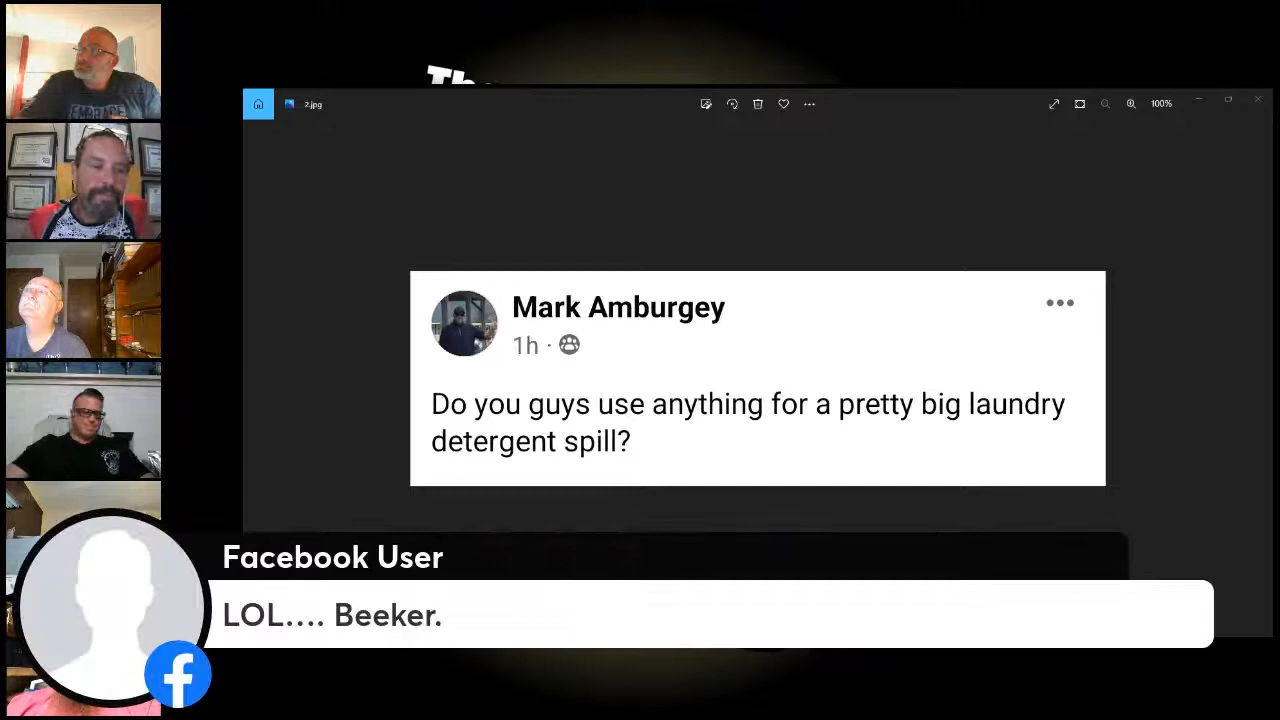 The
2.jpg
100%
Mark Amburgey
1h ·
Do you guys use anything for a pretty big laundry
detergent spill?
Facebook User
LOL.... Beeker.